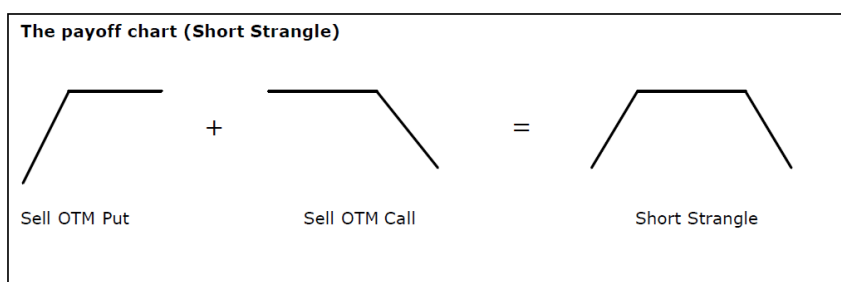 The payoff chart (Short Strangle)
+
=
Sell OTM Put
Sell OTM Call
Short Strangle